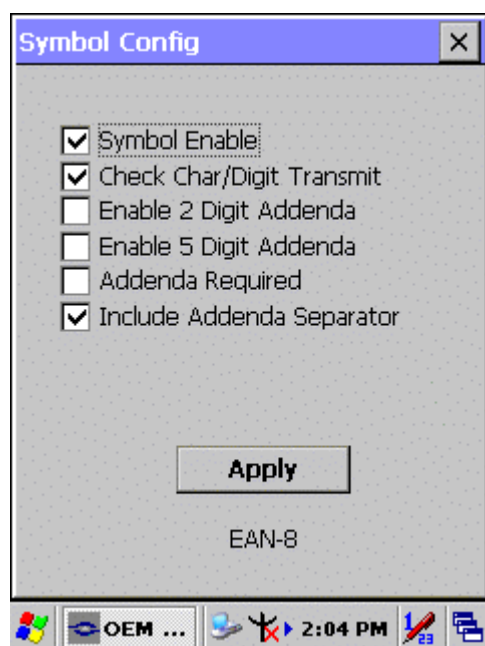 Symbol Config
Symbol Enable
Check Char/Digit Transmit
Enable 2 Digit Addenda
Enable 5 Digit Addenda
Addenda Required
Include Addenda Separator
Apply
EAN-8
OEM ... 2:04 PM 123